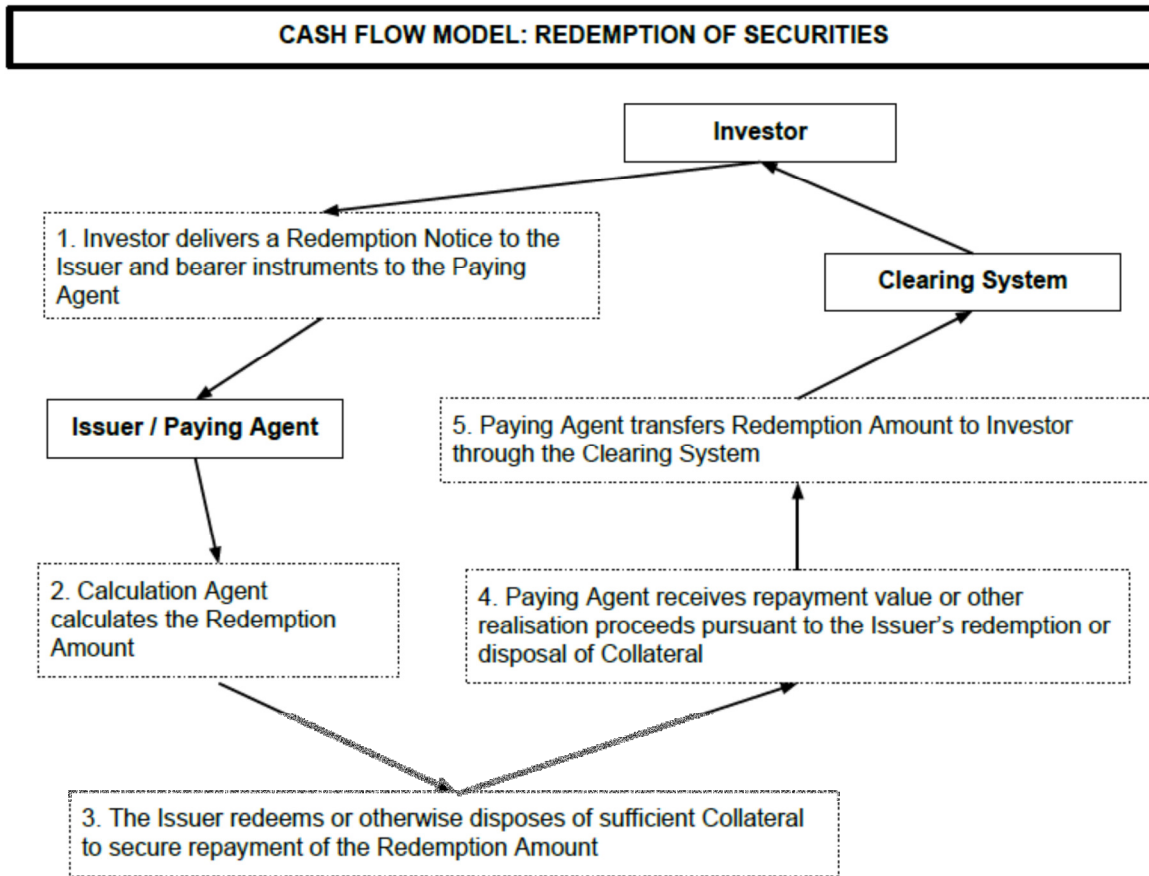 CASH FLOW MODEL: REDEMPTION OF SECURITIES
Investor
1. Investor delivers a Redemption Notice to the
Issuer and bearer instruments to the Paying
Agent
Clearing System
Issuer / Paying Agent
5. Paying Agent transfers Redemption Amount to Investor
through the Clearing System
2. Calculation Agent
calculates the Redemption
Amount
4. Paying Agent receives repayment value or other
realisation proceeds pursuant to the Issuer's redemption or
disposal of Collateral
3. The Issuer redeems or otherwise disposes of sufficient Collateral
to secure repayment of the Redemption Amount